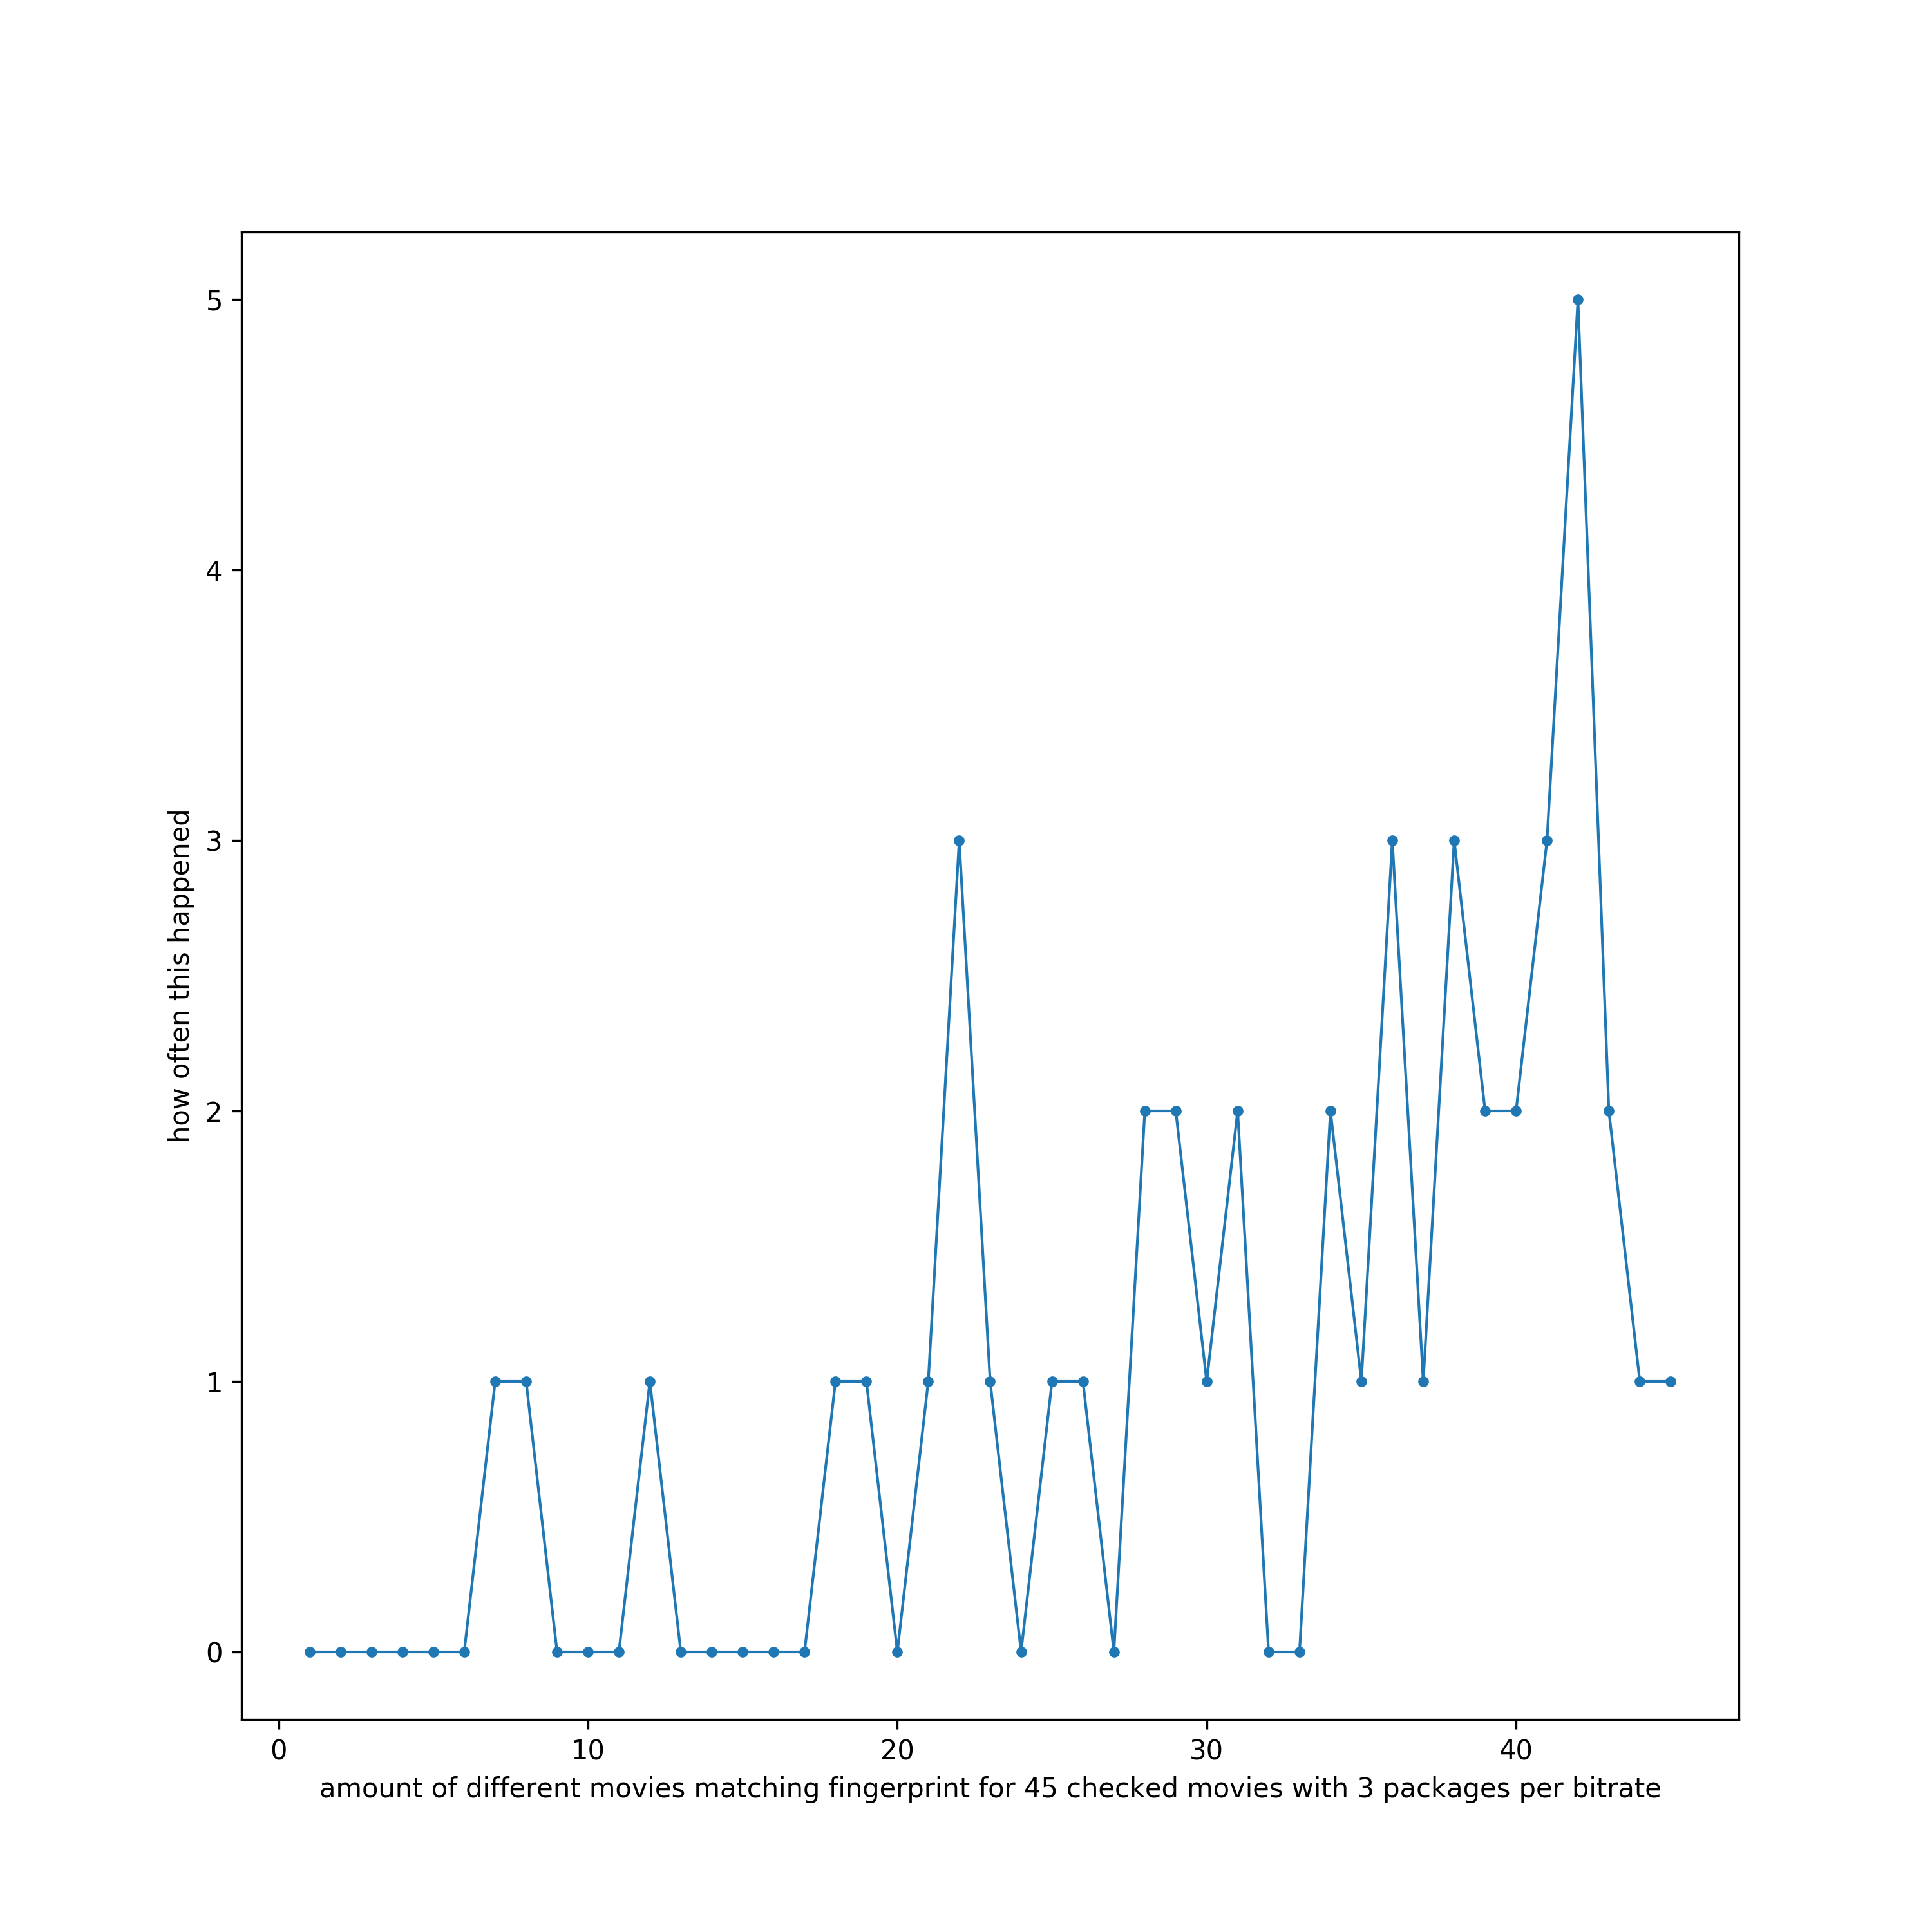 5
4
3
2
1
0
how often this happened
0 10 20 30 40
amount of different movies matching fingerprint for 45 checked movies with 3 packages per bitrate